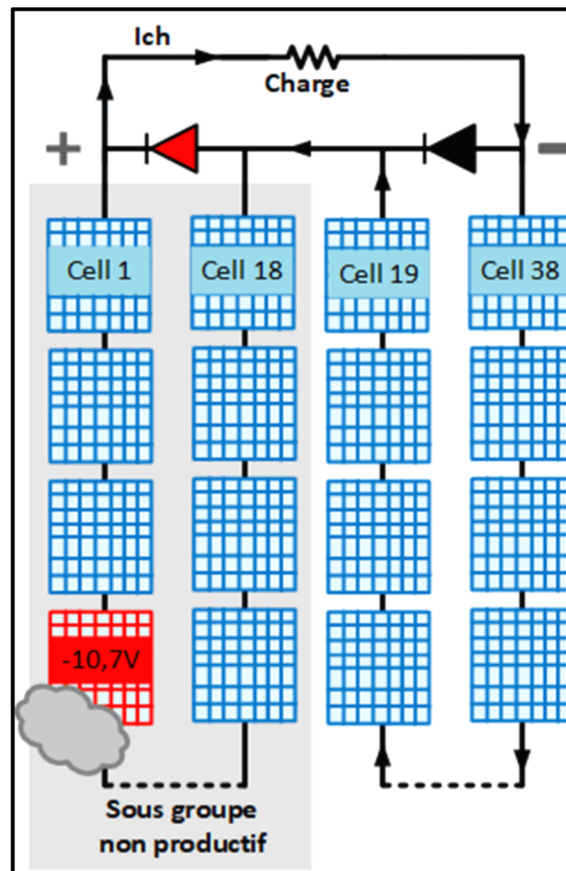 Ich
Charge
+
−
Cell 1
Cell 18
Cell 19
Cell 38
-10,7V
Sous groupe
non productif